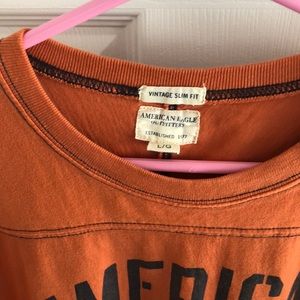 VINTAGE SLIM FIT
AMERICAN EAGLE
OUTFITTERS
ESTABLISHED 1977
L/G
AMERIC